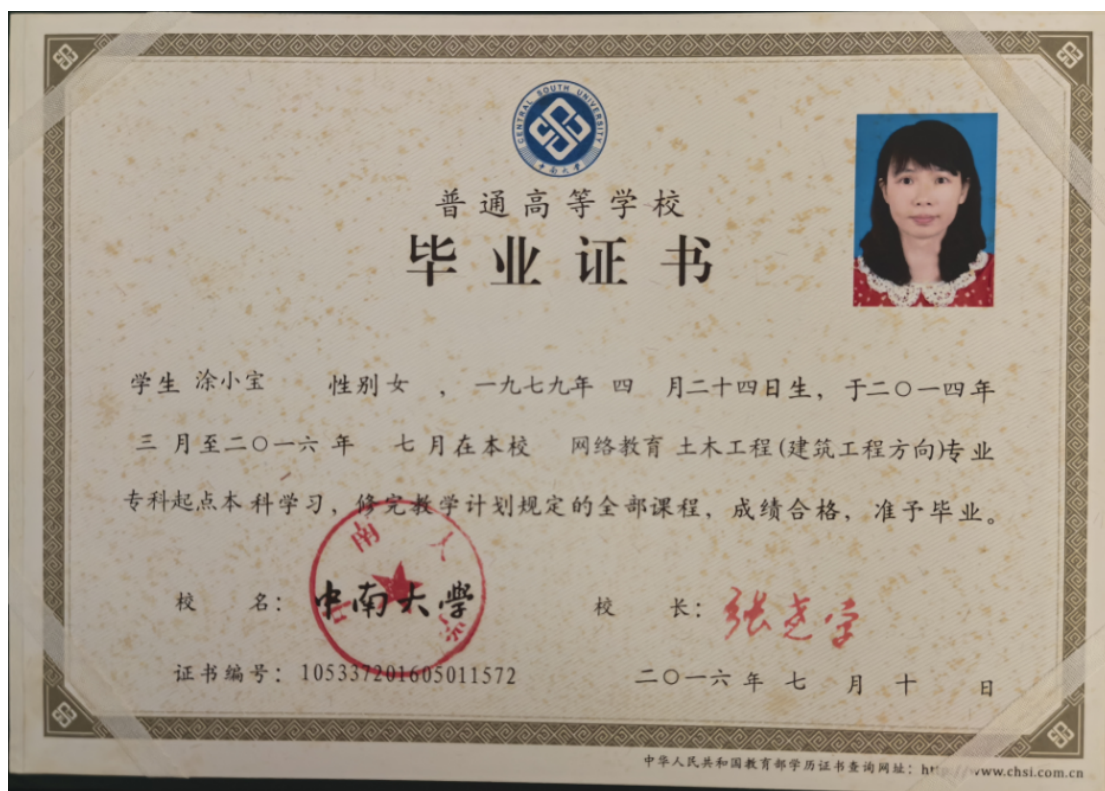 CENTRAL SOUTH UNIVERSITY
中南大学
普通高等学校
毕业证书
学生 涂小宝 性别 女 ，一九七九年 四 月二十四日生，于二〇一四年
三 月至二〇一六 年 七 月在本校 网络教育 土木工程(建筑工程方向)专业
专科起点本 科学习，修完教学计划规定的全部课程，成绩合格，准予毕业。
校 名：中南大學 校 长：张尧学
证书编号：105337201605011572 二〇一六 年 七 月 十 日
中华人民共和国教育部学历证书查询网址：http://www.chsi.com.cn